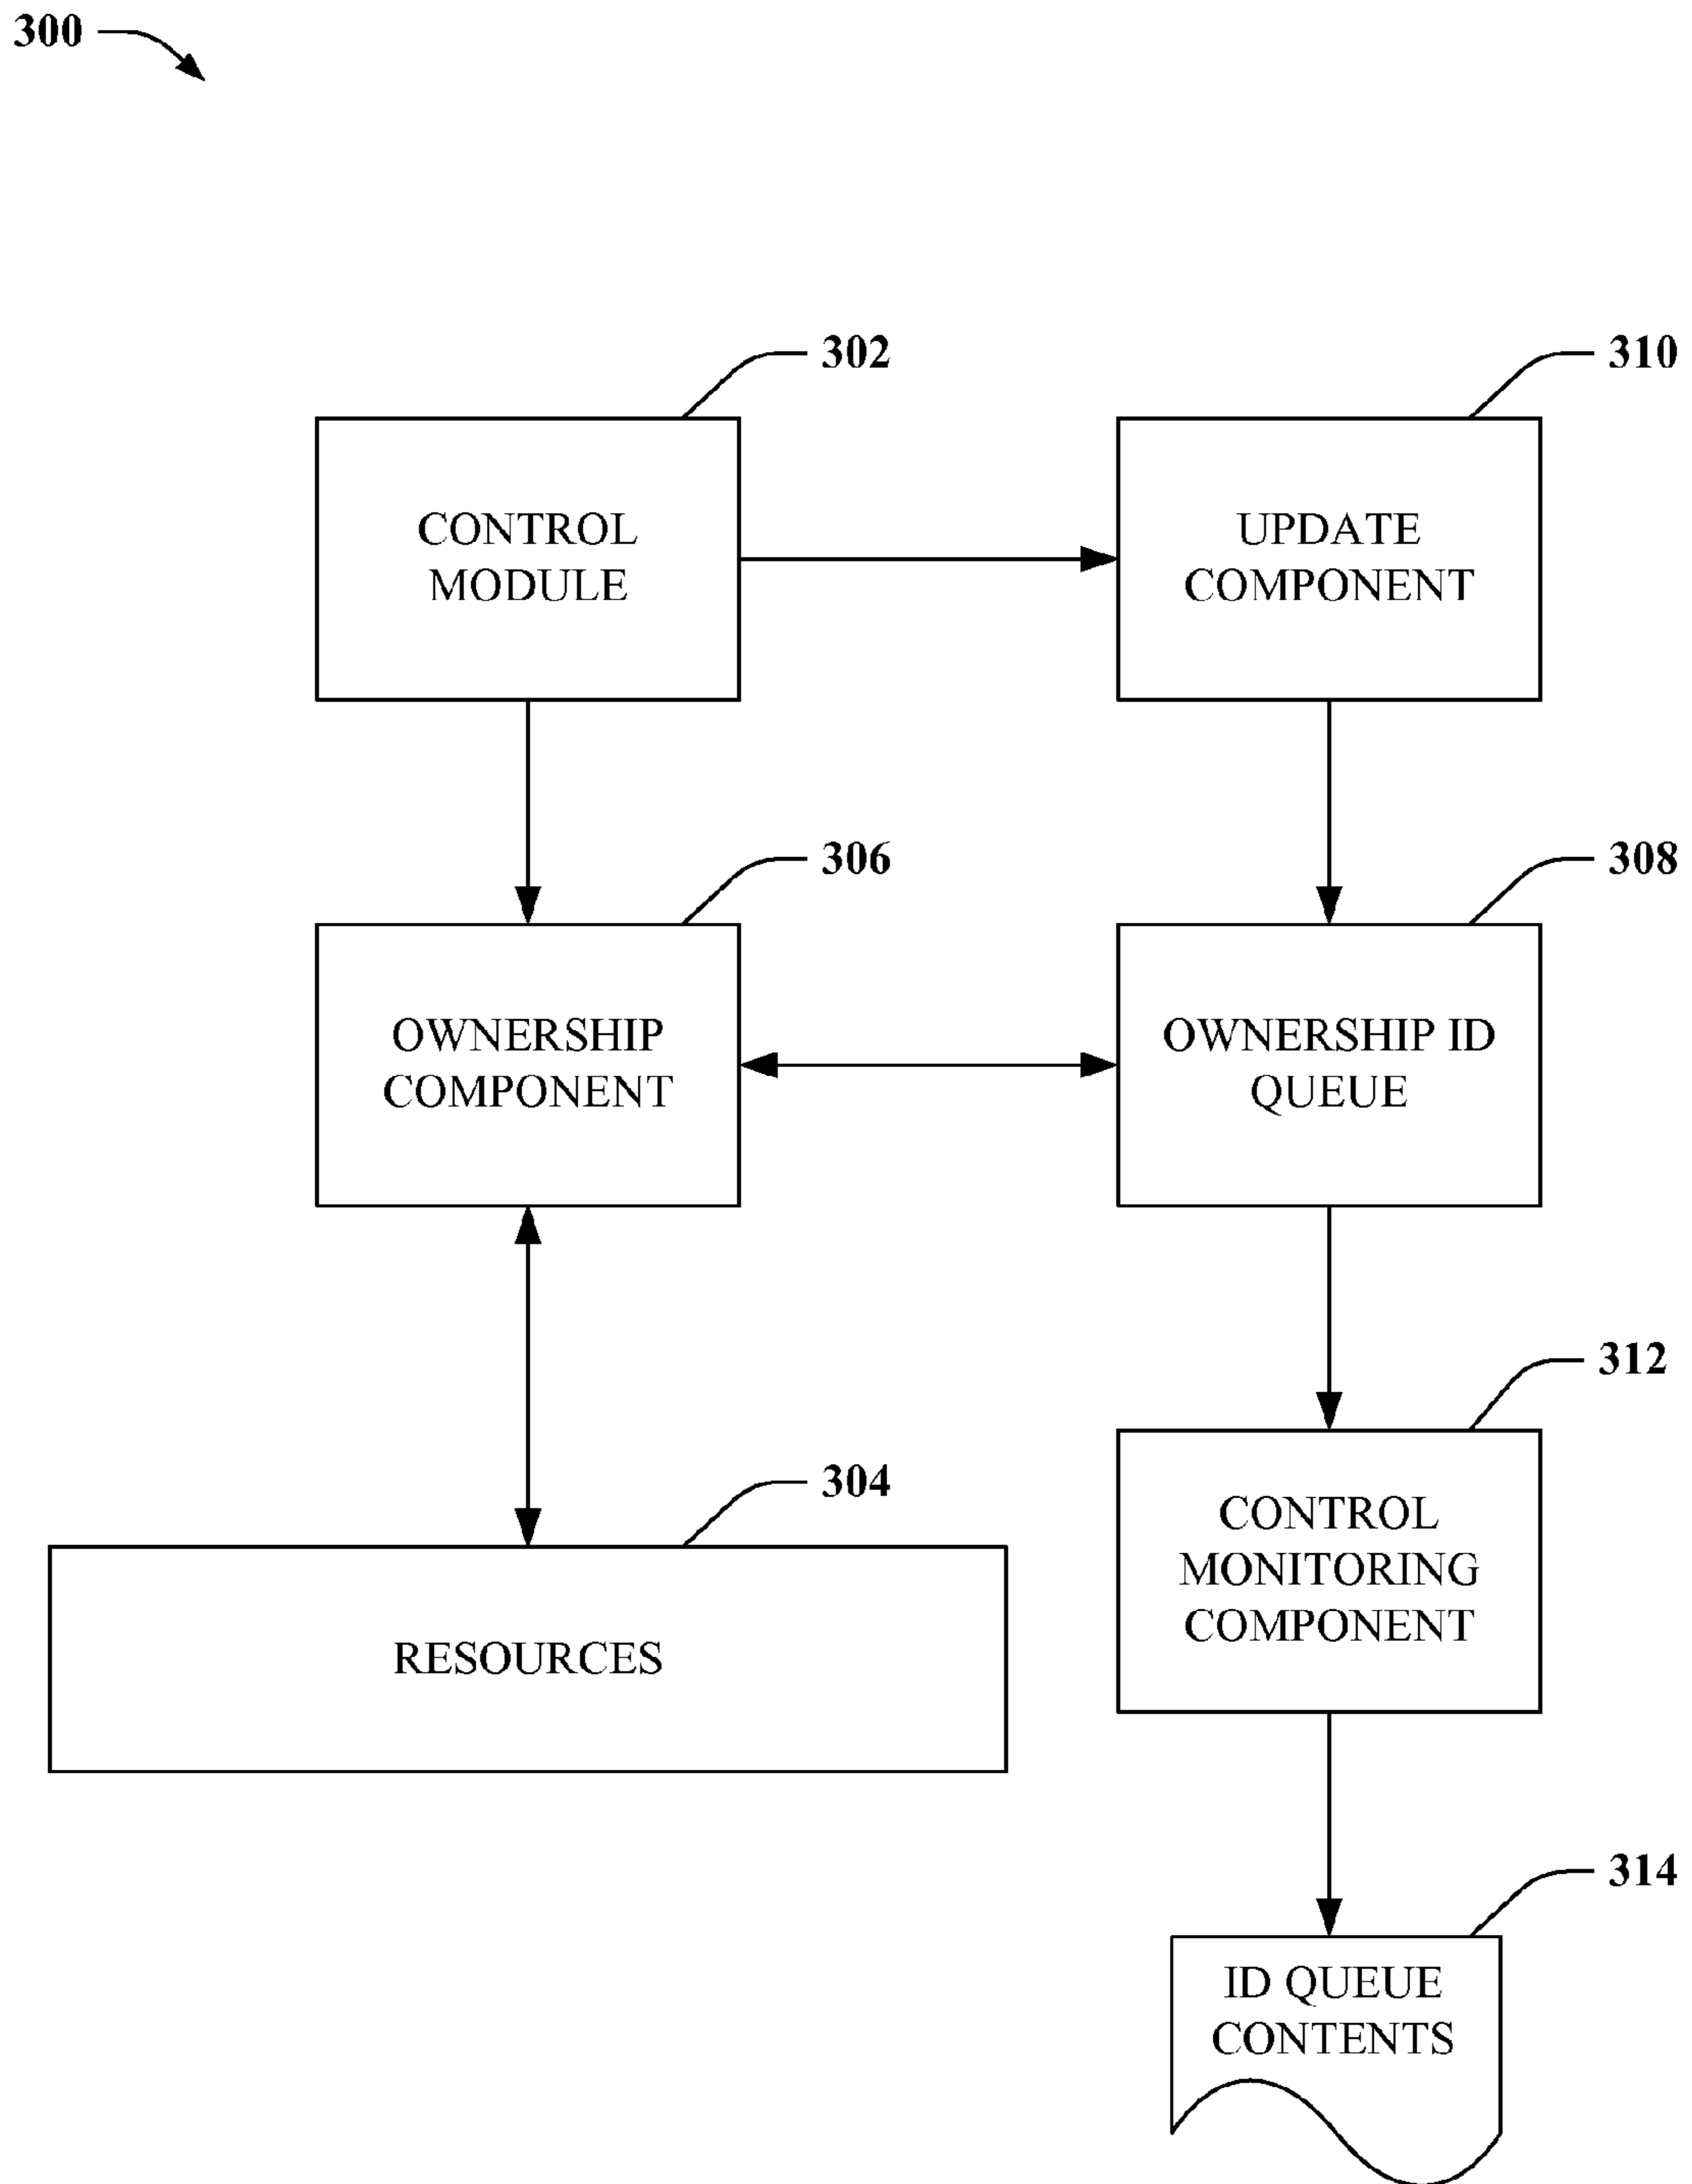 300
302
310
CONTROL
MODULE
UPDATE
COMPONENT
306
308
OWNERSHIP
COMPONENT
OWNERSHIP ID
QUEUE
312
304
CONTROL
MONITORING
COMPONENT
RESOURCES
314
ID QUEUE
CONTENTS